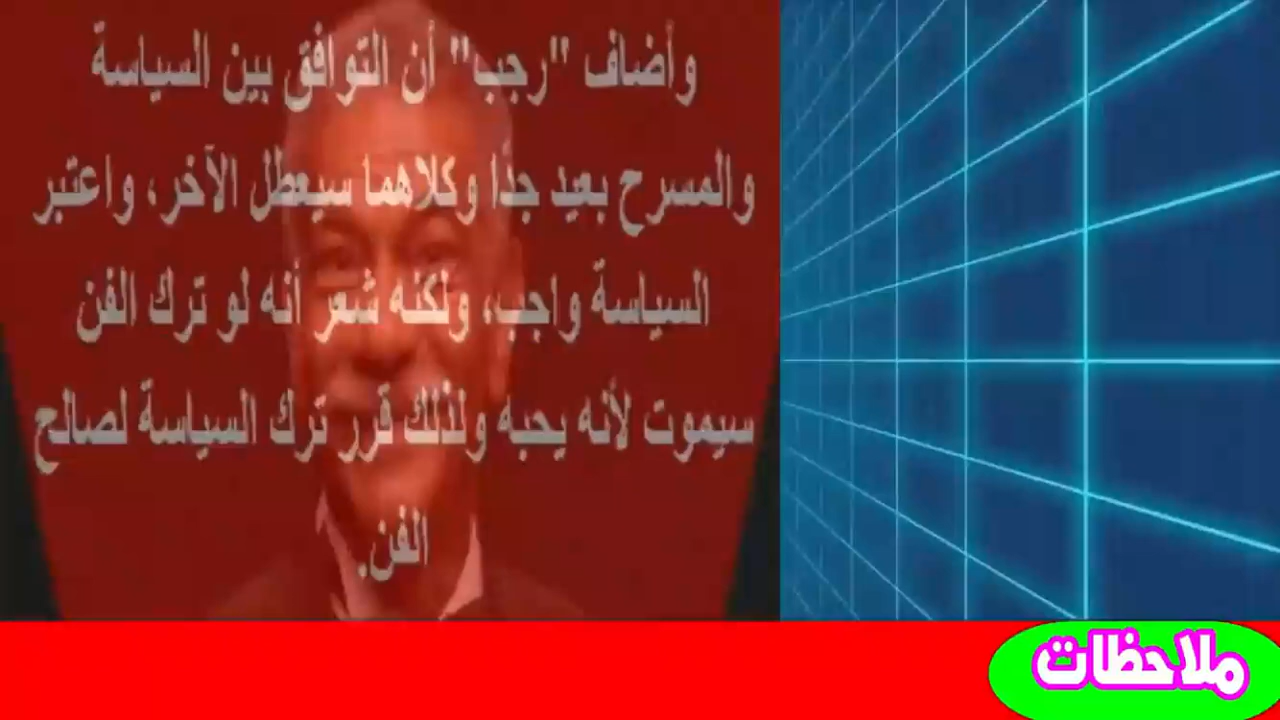 وأضاف "رجب" أن التوافق بين السياسة
والمسرح بعيد جدًا وكلاهما سيعطل الآخر، واعتبر
السياسة واجب، ولكنه شعر أنه لو ترك الفن
سيموت لأنه يحبه ولذلك قرر ترك السياسة لصالح
الفن.
ملاحظات